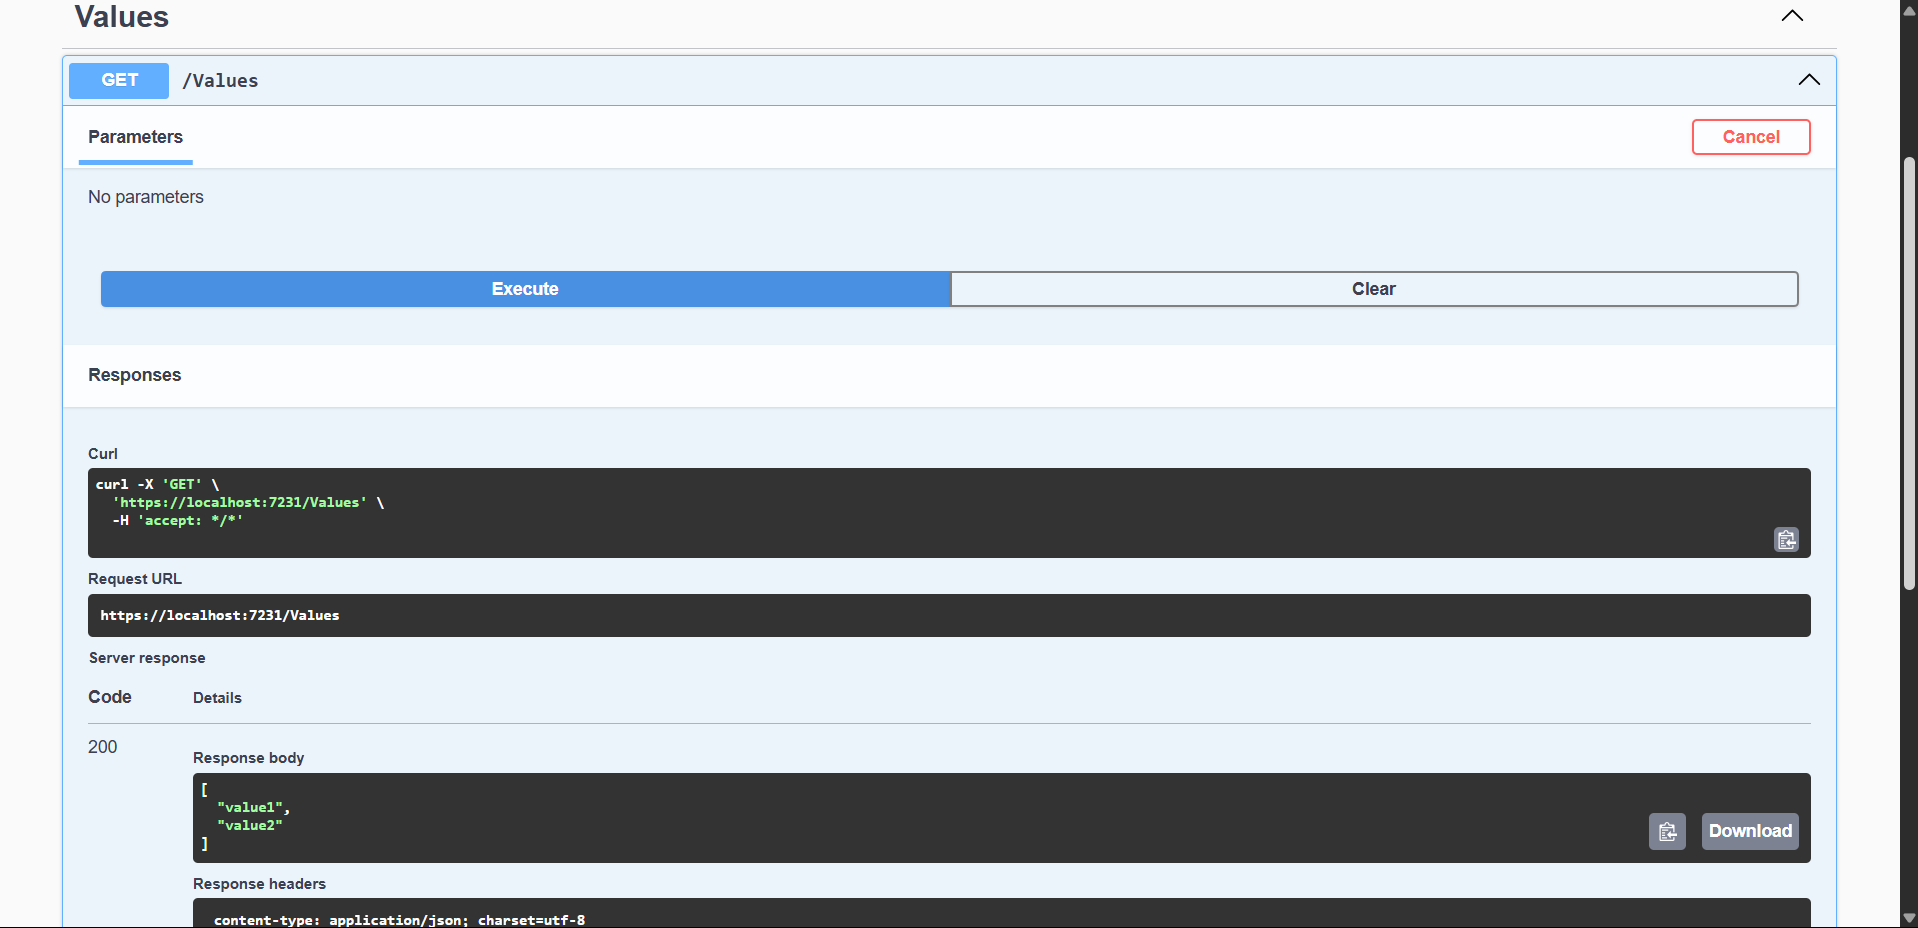 Values
GET /Values
Parameters
Cancel
No parameters
Execute
Clear
Responses
Curl
curl -X 'GET' \
  'https://localhost:7231/Values' \
  -H 'accept: */*'
Request URL
https://localhost:7231/Values
Server response
Code Details
200
Response body
[
  "value1",
  "value2"
]
Download
Response headers
content-type: application/json; charset=utf-8